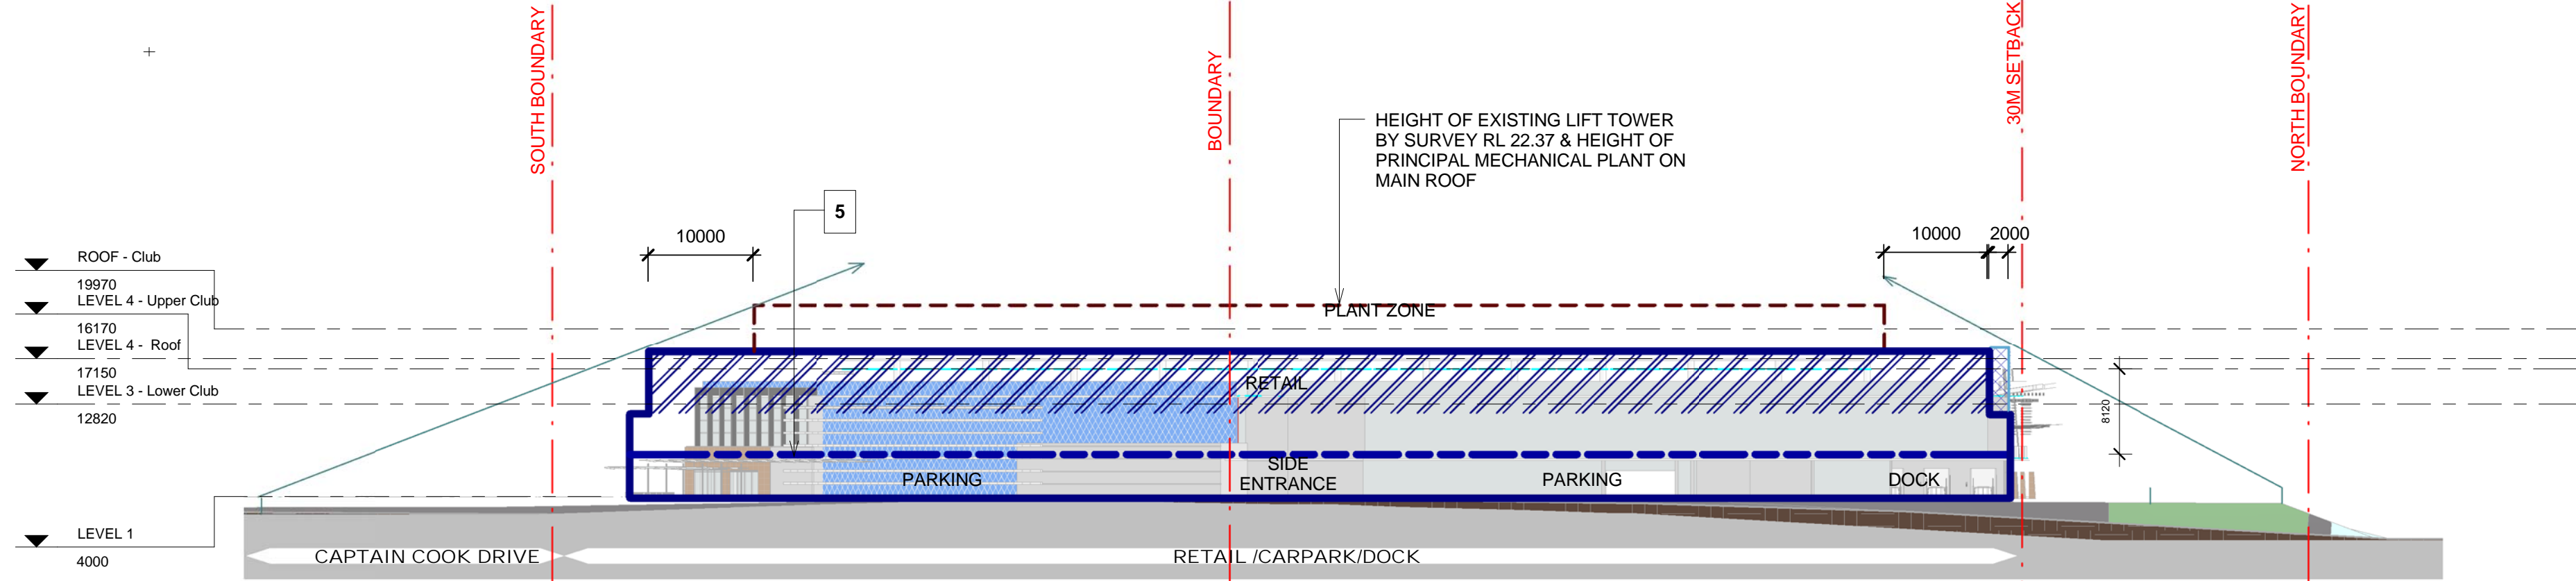 SOUTH BOUNDARY
BOUNDARY
30M SETBACK
NORTH BOUNDARY
HEIGHT OF EXISTING LIFT TOWER
BY SURVEY RL 22.37 & HEIGHT OF
PRINCIPAL MECHANICAL PLANT ON
MAIN ROOF
5
10000
10000
2000
ROOF - Club
19970
LEVEL 4 - Upper Club
16170
LEVEL 4 - Roof
17150
LEVEL 3 - Lower Club
12820
PLANT ZONE
RETAIL
8120
PARKING
SIDE
ENTRANCE
PARKING
DOCK
LEVEL 1
4000
CAPTAIN COOK DRIVE
RETAIL /CARPARK/DOCK